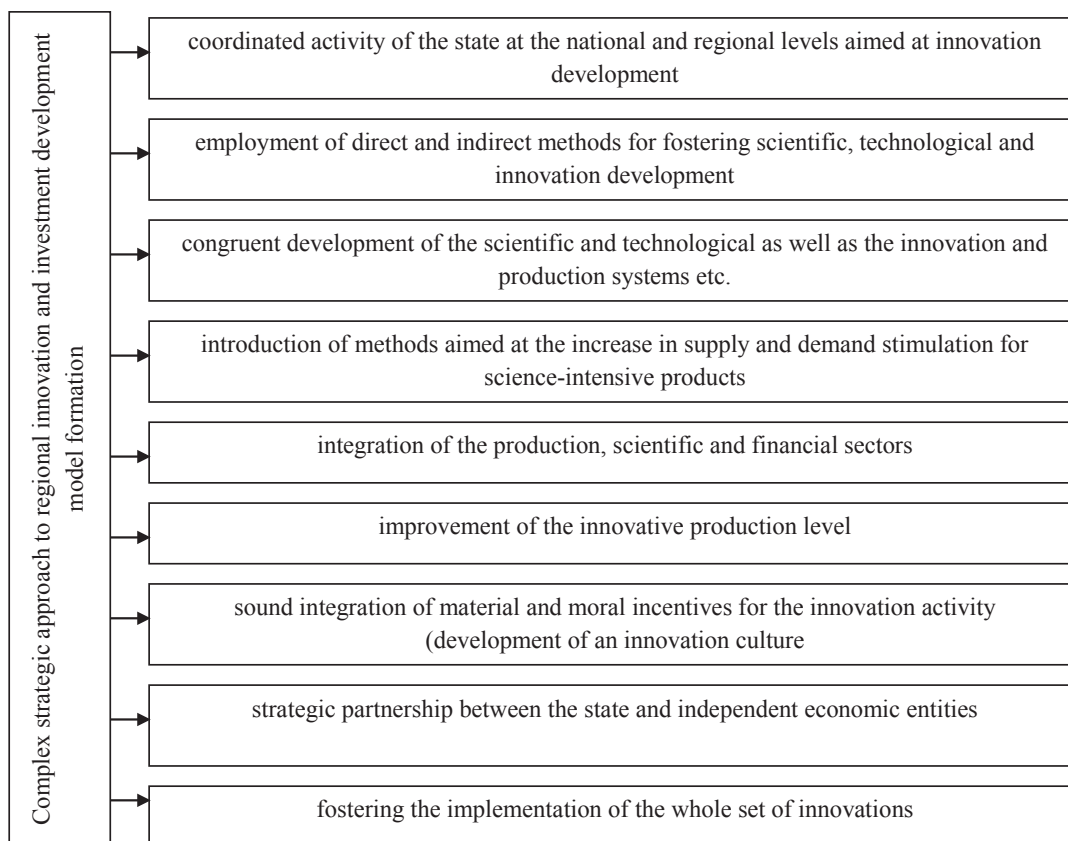 Complex strategic approach to regional innovation and investment development
model formation
coordinated activity of the state at the national and regional levels aimed at innovation
development
employment of direct and indirect methods for fostering scientific, technological and
innovation development
congruent development of the scientific and technological as well as the innovation and
production systems etc.
introduction of methods aimed at the increase in supply and demand stimulation for
science-intensive products
integration of the production, scientific and financial sectors
improvement of the innovative production level
sound integration of material and moral incentives for the innovation activity
(development of an innovation culture
strategic partnership between the state and independent economic entities
fostering the implementation of the whole set of innovations